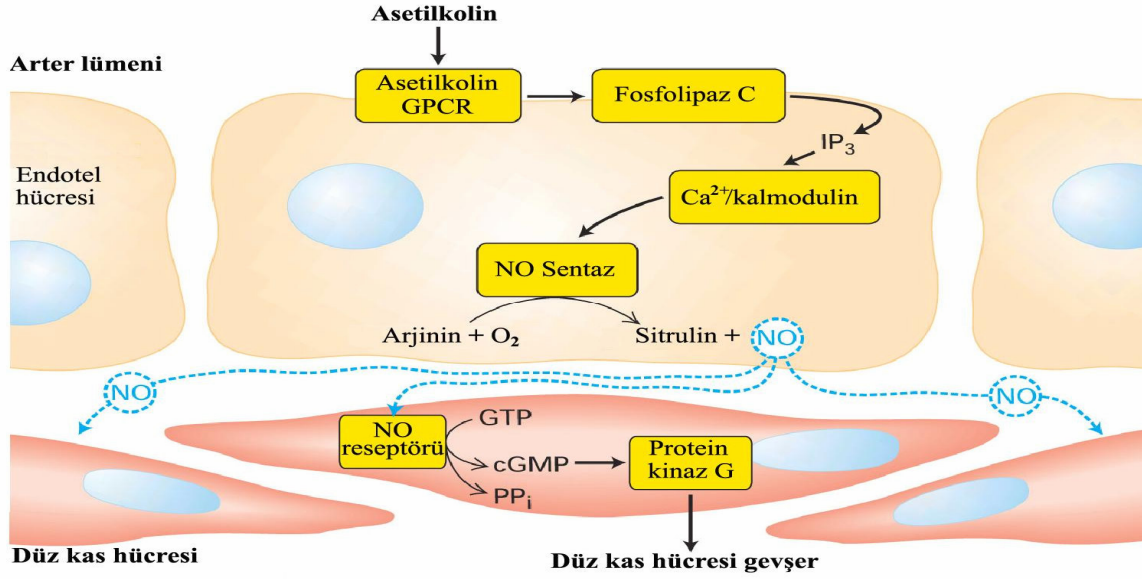 Asetilkolin
Arter lümeni
Asetilkolin
GPCR
Fosfolipaz C
IP₃
Endotel
hücresi
Ca²⁺/kalmodulin
NO Sentaz
Arjinin + O₂
Sitrulin + NO
NO
NO
NO
reseptörü
GTP
cGMP
PPᵢ
Protein
kinaz G
Düz kas hücresi
Düz kas hücresi gevşer